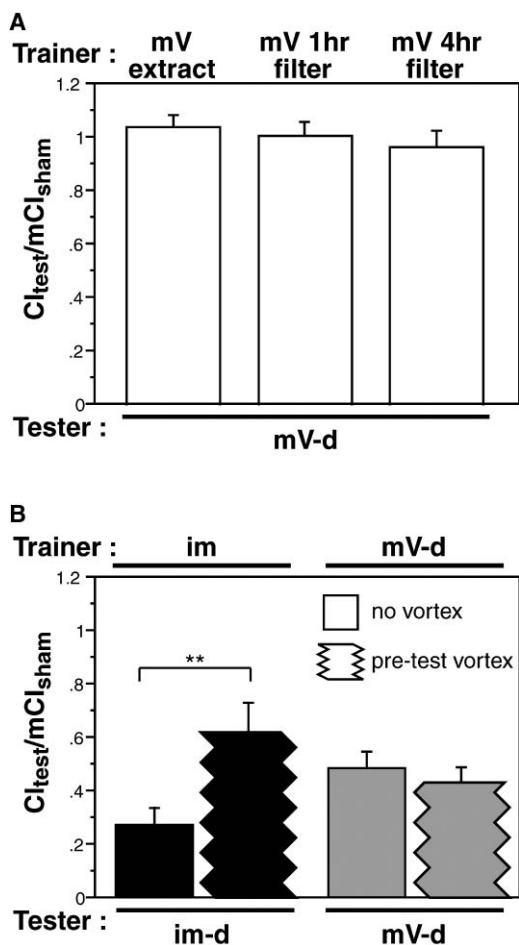 A
Trainer : mV extract mV 1hr filter mV 4hr filter
1.2
1
.8
.6
.4
.2
0
CItest/mCIsham
Tester : mV-d
B
Trainer : im mV-d
1.2
1
.8
.6
.4
.2
0
CItest/mCIsham
no vortex
pre-test vortex
**
Tester : im-d mV-d